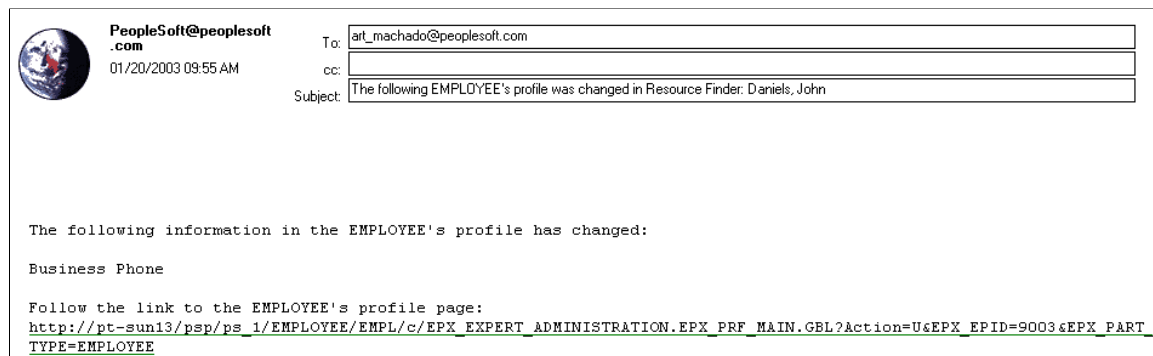 PeopleSoft@peoplesoft
.com
01/20/2003 09:55 AM
To: art_machado@peoplesoft.com
cc:
Subject: The following EMPLOYEE's profile was changed in Resource Finder: Daniels, John
The following information in the EMPLOYEE's profile has changed:
Business Phone
Follow the link to the EMPLOYEE's profile page:
http://pt-sun13/psp/ps_1/EMPLOYEE/EMPL/c/EPX_EXPERT_ADMINISTRATION.EPX_PRF_MAIN.GBL?Action=U&EPX_EPID=9003&EPX_PART_
TYPE=EMPLOYEE